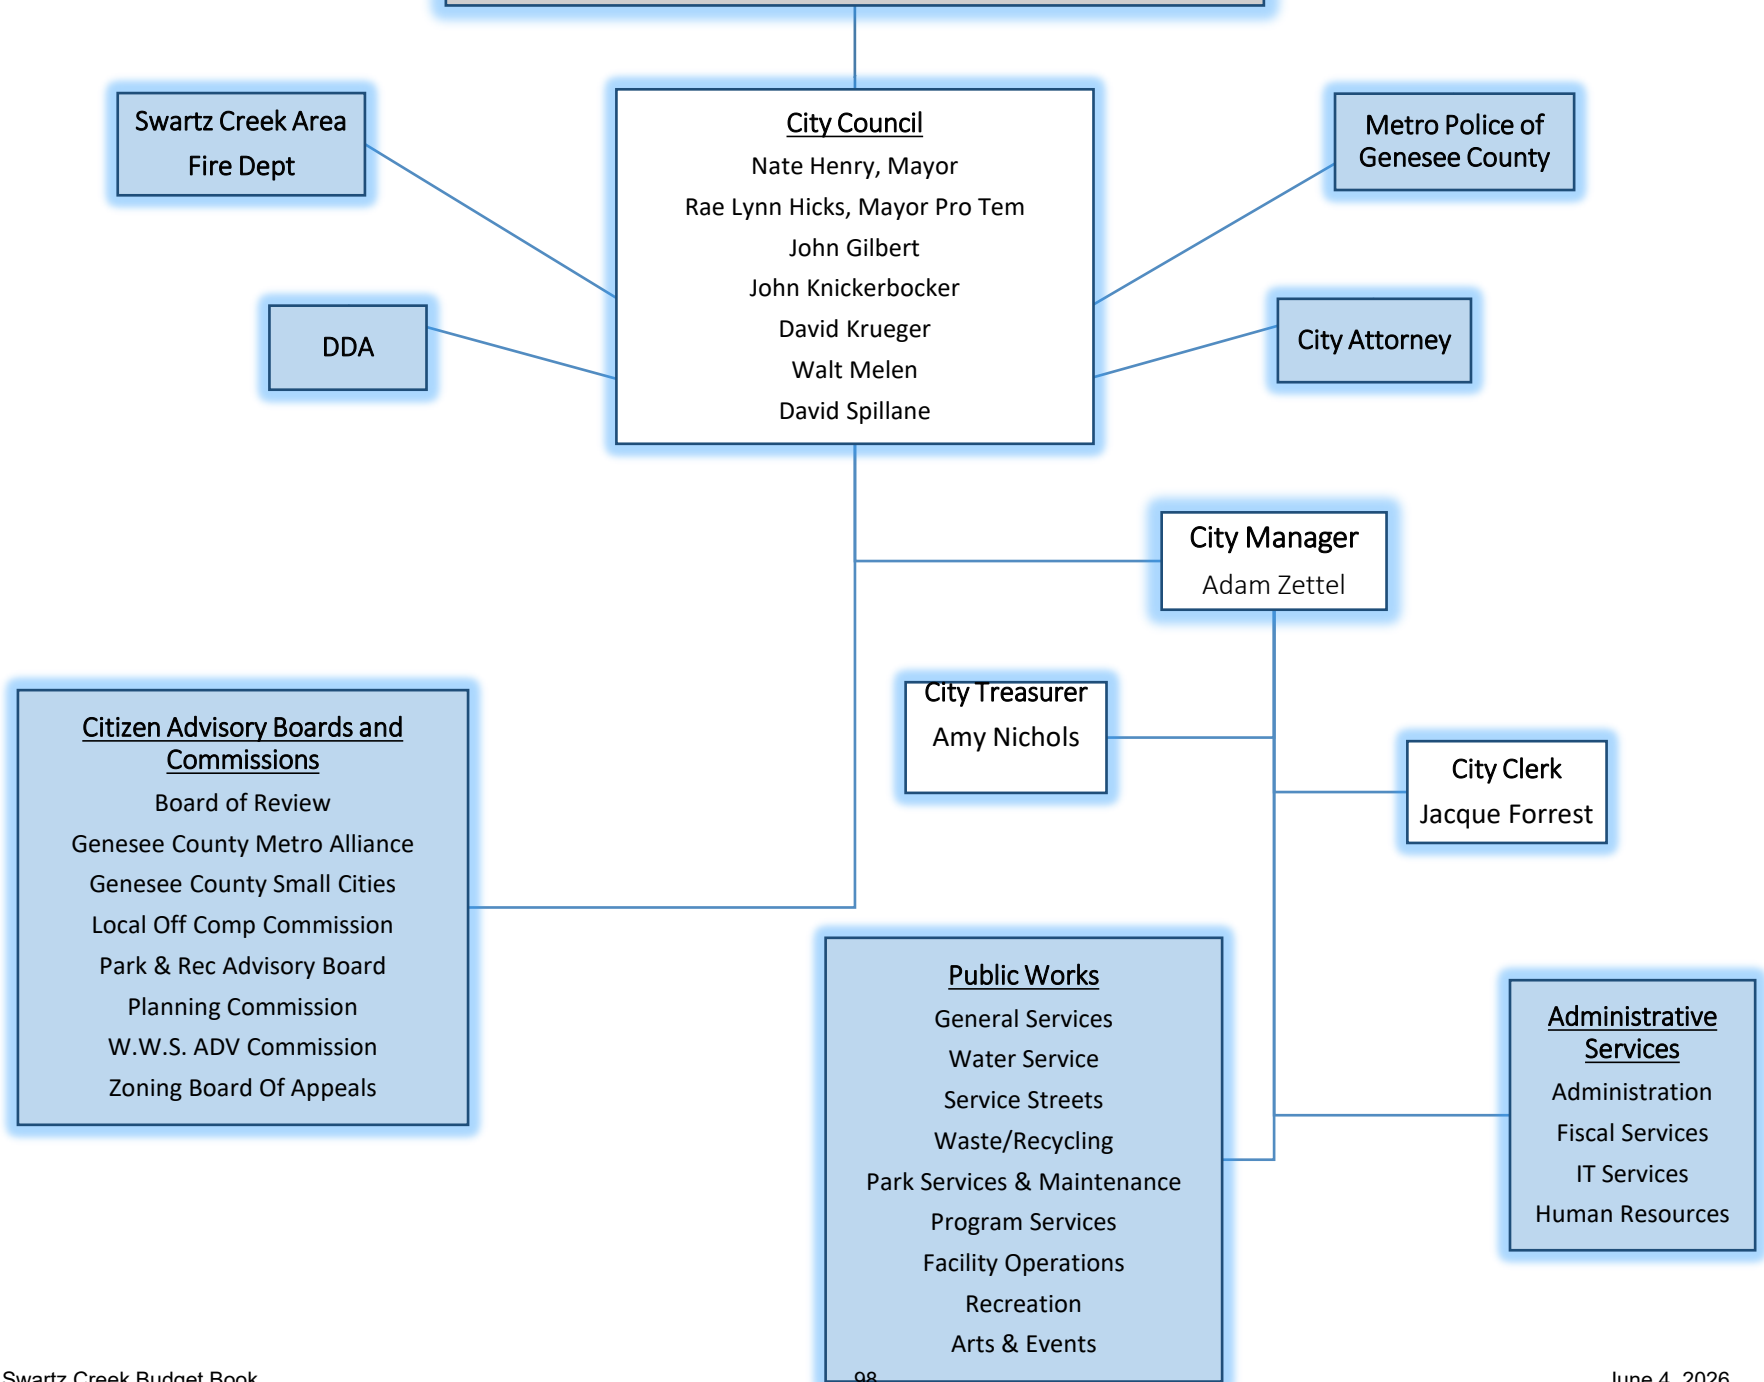 Swartz Creek Area
Fire Dept
City Council
Nate Henry, Mayor
Rae Lynn Hicks, Mayor Pro Tem
John Gilbert
John Knickerbocker
David Krueger
Walt Melen
David Spillane
Metro Police of
Genesee County
DDA
City Attorney
City Manager
Adam Zettel
City Treasurer
Amy Nichols
City Clerk
Jacque Forrest
Citizen Advisory Boards and
Commissions
Board of Review
Genesee County Metro Alliance
Genesee County Small Cities
Local Off Comp Commission
Park & Rec Advisory Board
Planning Commission
W.W.S. ADV Commission
Zoning Board Of Appeals
Public Works
General Services
Water Service
Service Streets
Waste/Recycling
Park Services & Maintenance
Program Services
Facility Operations
Recreation
Arts & Events
Administrative
Services
Administration
Fiscal Services
IT Services
Human Resources
Swartz Creek Budget Book
98
June 4, 2026